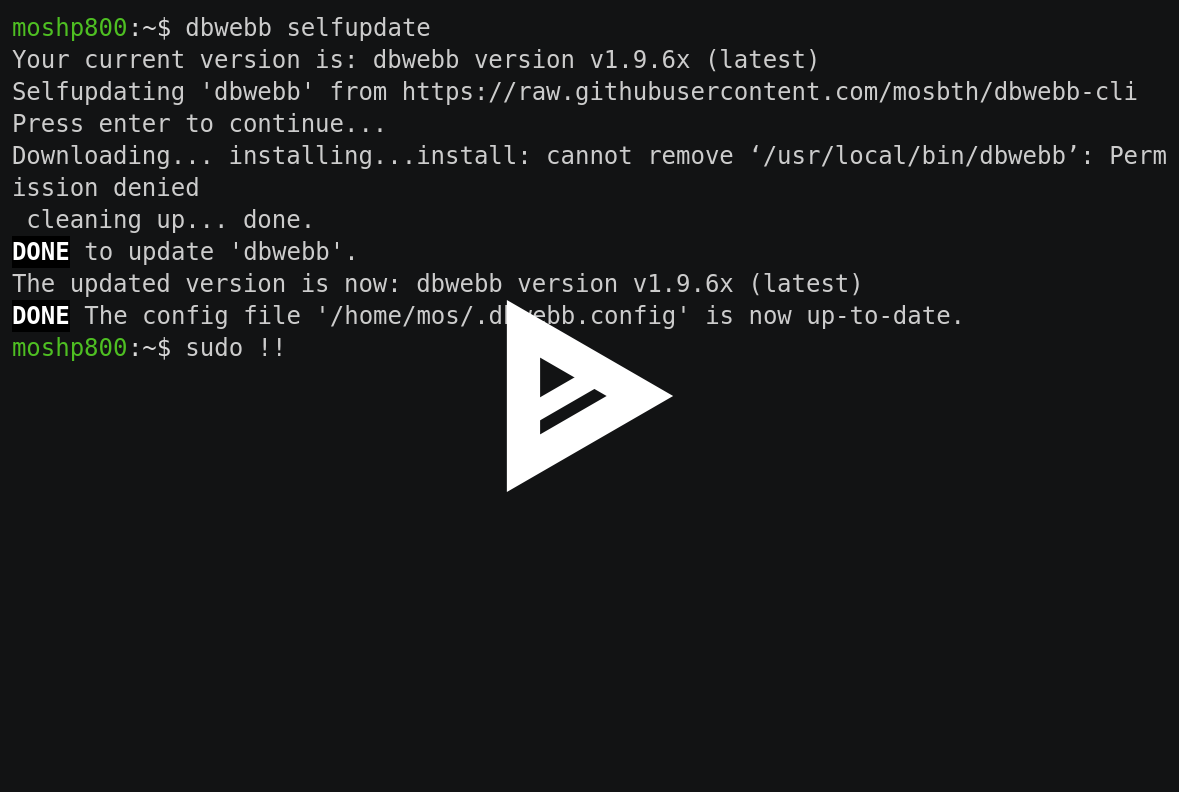 moshp800:~$ dbwebb selfupdate
Your current version is: dbwebb version v1.9.6x (latest)
Selfupdating 'dbwebb' from https://raw.githubusercontent.com/mosbth/dbwebb-cli
Press enter to continue...
Downloading... installing...install: cannot remove ‘/usr/local/bin/dbwebb’: Perm
ission denied
 cleaning up... done.
DONE to update 'dbwebb'.
The updated version is now: dbwebb version v1.9.6x (latest)
DONE The config file '/home/mos/.dbwebb.config' is now up-to-date.
moshp800:~$ sudo !!